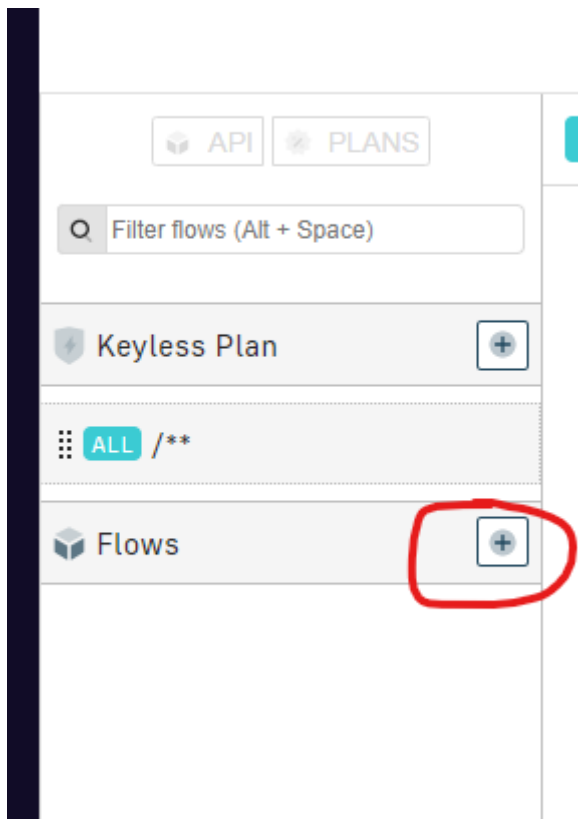 API PLANS
Filter flows (Alt + Space)
Keyless Plan
ALL /**
Flows